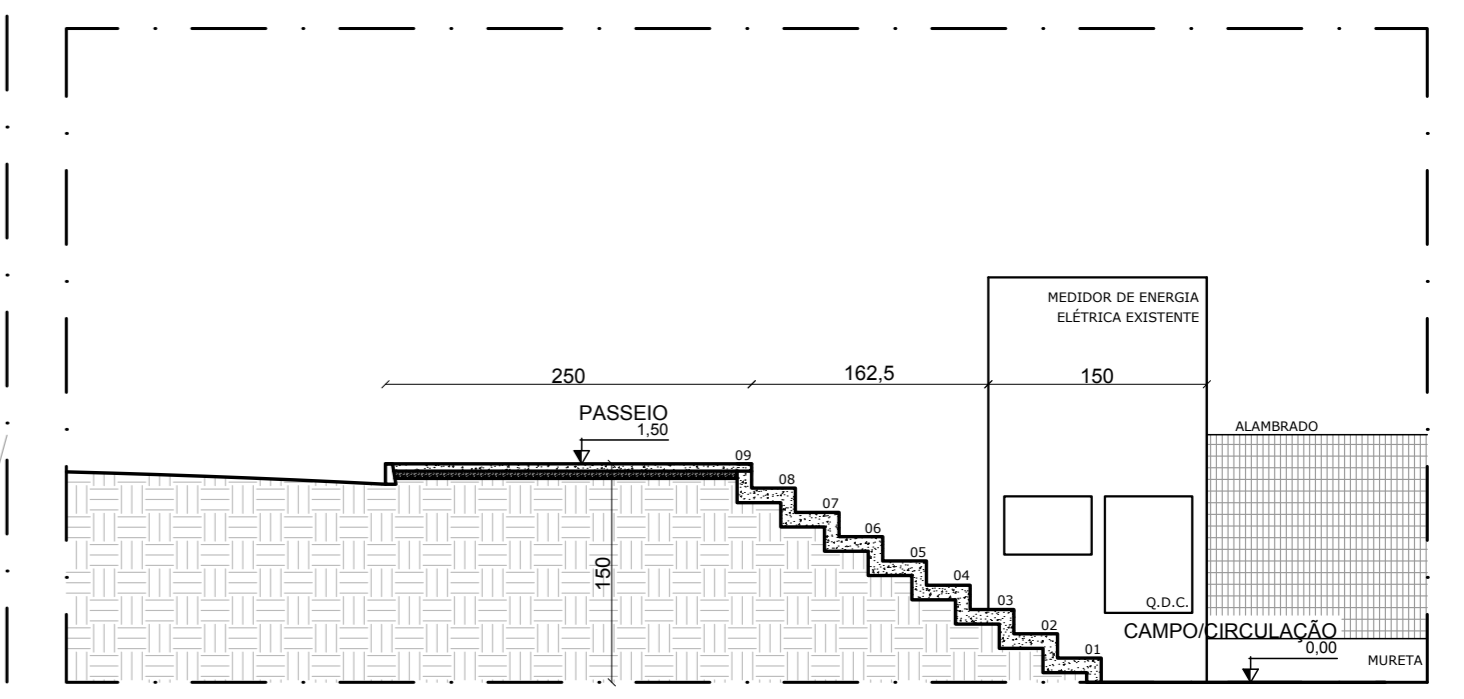 MEDIDOR DE ENERGIA
ELÉTRICA EXISTENTE
250
162,5
150
PASSEIO
1,50
ALAMBRADO
09
08
07
06
05
04
03
02
01
150
Q.D.C.
CAMPO/CIRCULAÇÃO
0,00
MURETA